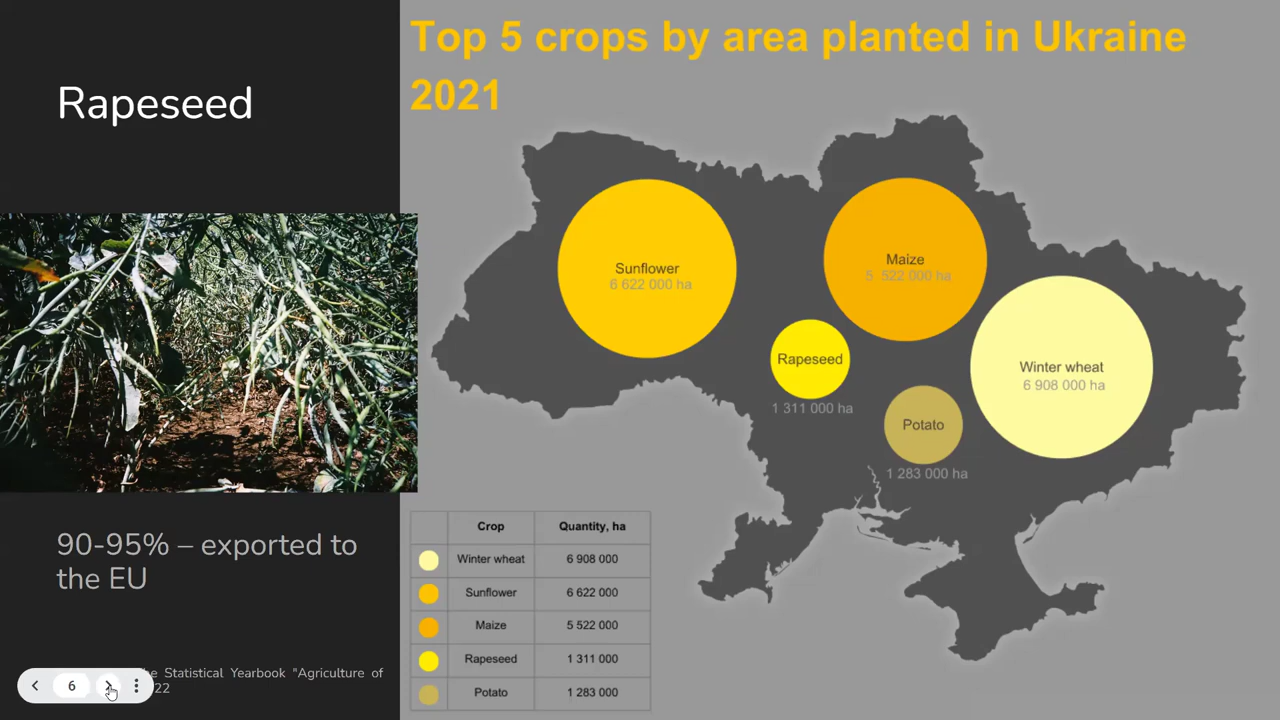 Rapeseed
90-95% – exported to
the EU
Statistical Yearbook "Agriculture of
22
6
Top 5 crops by area planted in Ukraine
2021
Sunflower
6 622 000 ha
Maize
5 522 000 ha
Rapeseed
1 311 000 ha
Winter wheat
6 908 000 ha
Potato
1 283 000 ha
Crop Quantity, ha
Winter wheat 6 908 000
Sunflower 6 622 000
Maize 5 522 000
Rapeseed 1 311 000
Potato 1 283 000